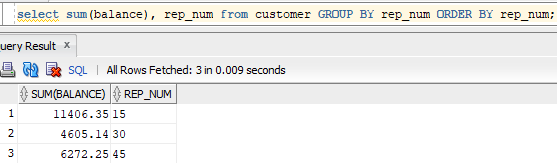 select sum(balance), rep_num from customer GROUP BY rep_num ORDER BY rep_num;
uery Result x
SQL | All Rows Fetched: 3 in 0.009 seconds
SUM(BALANCE) REP_NUM
1 11406.35 15
2 4605.14 30
3 6272.25 45